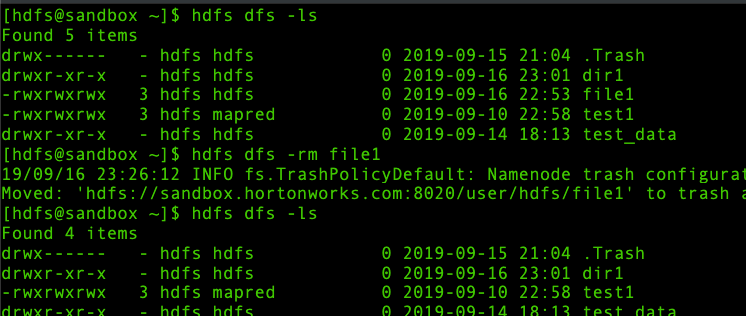 [hdfs@sandbox ~]$ hdfs dfs -ls
Found 5 items
drwx------   - hdfs hdfs            0 2019-09-15 21:04 .Trash
drwxr-xr-x   - hdfs hdfs            0 2019-09-16 23:01 dir1
-rwxrwxrwx   3 hdfs hdfs            0 2019-09-16 22:53 file1
-rwxrwxrwx   3 hdfs mapred          0 2019-09-10 22:58 test1
drwxr-xr-x   - hdfs hdfs            0 2019-09-14 18:13 test_data
[hdfs@sandbox ~]$ hdfs dfs -rm file1
19/09/16 23:26:12 INFO fs.TrashPolicyDefault: Namenode trash configurat
Moved: 'hdfs://sandbox.hortonworks.com:8020/user/hdfs/file1' to trash a
[hdfs@sandbox ~]$ hdfs dfs -ls
Found 4 items
drwx------   - hdfs hdfs            0 2019-09-15 21:04 .Trash
drwxr-xr-x   - hdfs hdfs            0 2019-09-16 23:01 dir1
-rwxrwxrwx   3 hdfs mapred          0 2019-09-10 22:58 test1
drwxr-xr-x   - hdfs hdfs            0 2019-09-14 18:13 test_data